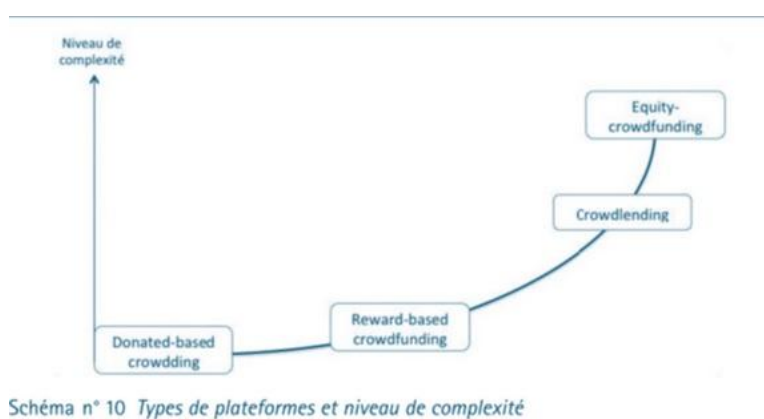 Niveau de
complexité
Equity-
crowdfunding
Crowdlending
Reward-based
crowdfunding
Donated-based
crowdding
Schéma n° 10 Types de plateformes et niveau de complexité